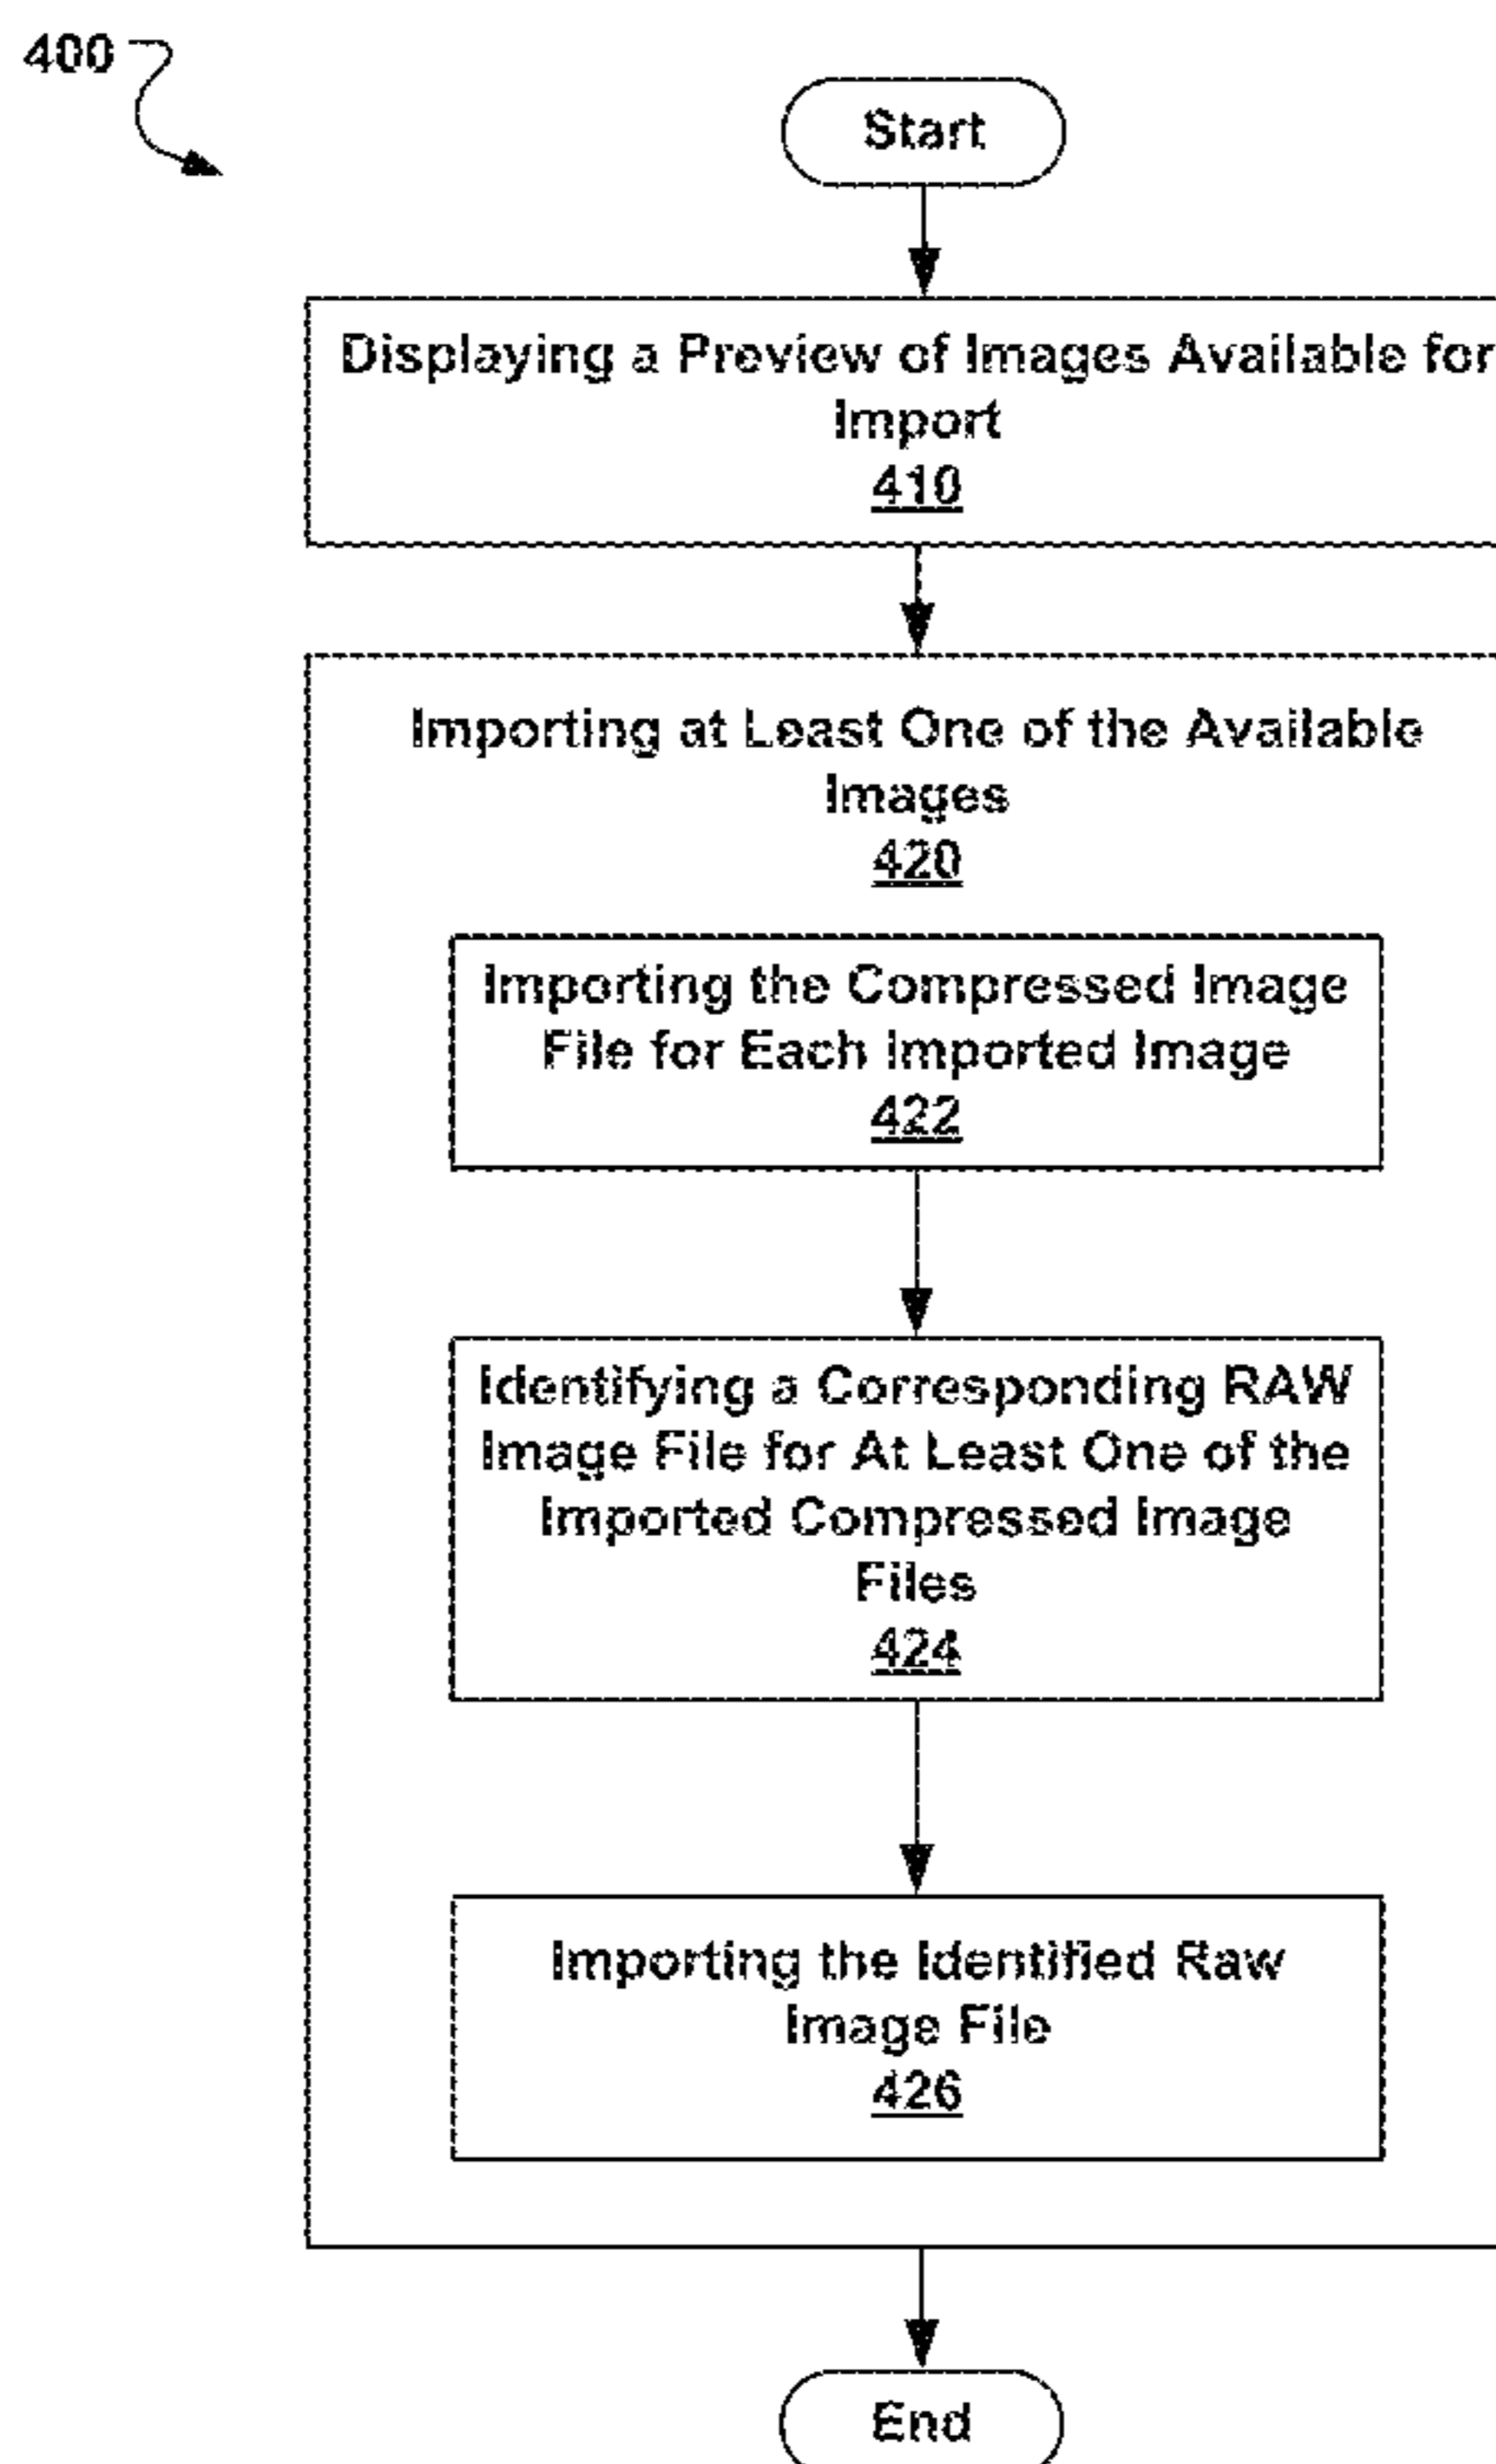 400
Start
Displaying a Preview of Images Available for
Import
410
Importing at Least One of the Available
Images
420
Importing the Compressed Image
File for Each Imported Image
422
Identifying a Corresponding RAW
Image File for At Least One of the
Imported Compressed Image
Files
424
Importing the Identified Raw
Image File
426
End